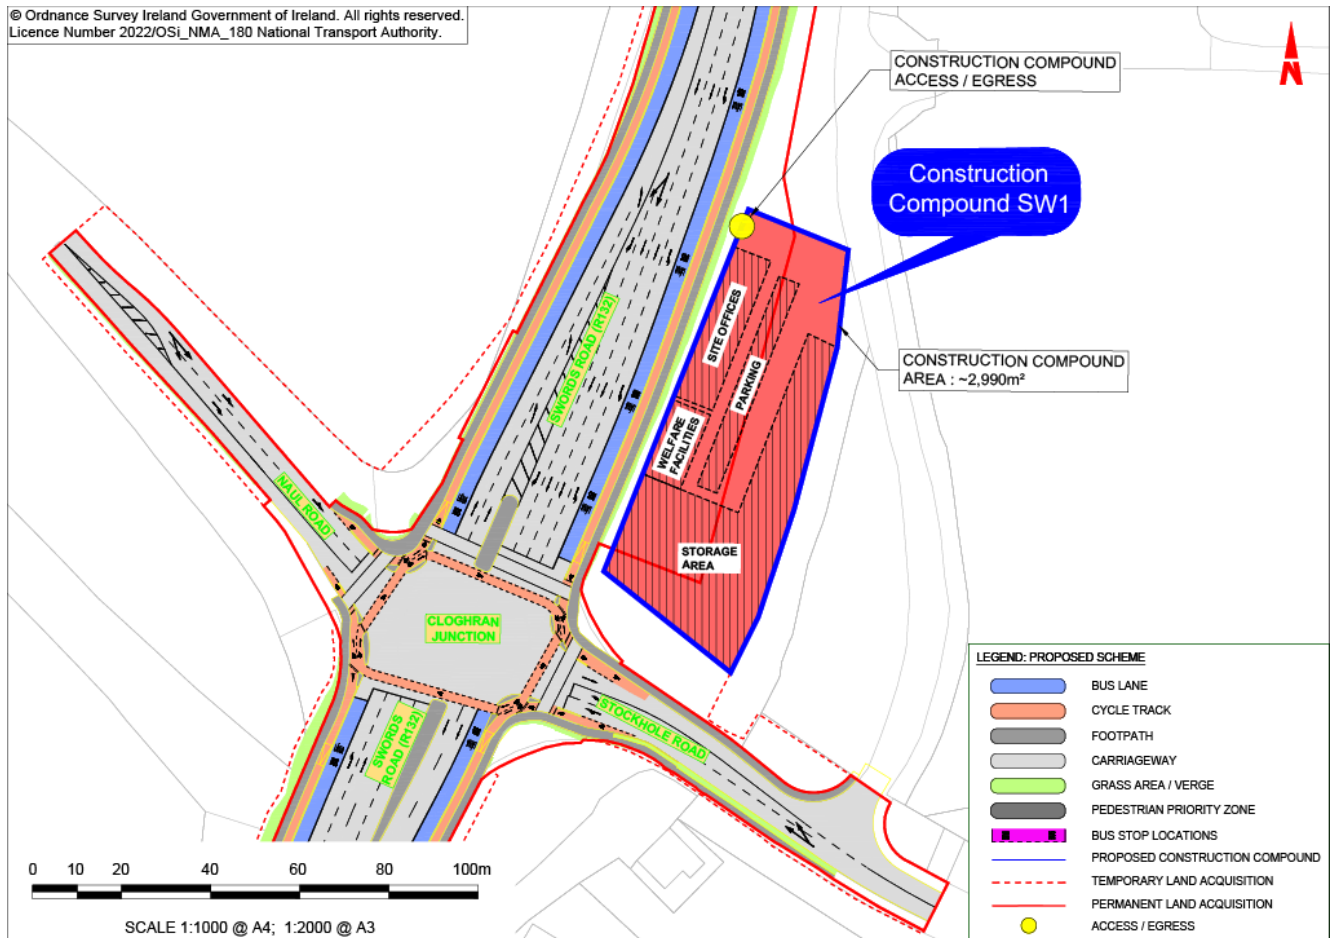 © Ordnance Survey Ireland Government of Ireland. All rights reserved.
Licence Number 2022/OSi_NMA_180 National Transport Authority.
CONSTRUCTION COMPOUND
ACCESS / EGRESS
N
Construction
Compound SW1
SITE OFFICES
SWORDS ROAD (R132)
PARKING
CONSTRUCTION COMPOUND
AREA : ~2,990m²
WELFARE
FACILITIES
NAUL ROAD
STORAGE
AREA
CLOGHRAN
JUNCTION
SWORDS
ROAD (R132)
STOCKHOLE ROAD
LEGEND: PROPOSED SCHEME
BUS LANE
CYCLE TRACK
FOOTPATH
CARRIAGEWAY
GRASS AREA / VERGE
PEDESTRIAN PRIORITY ZONE
BUS STOP LOCATIONS
PROPOSED CONSTRUCTION COMPOUND
TEMPORARY LAND ACQUISITION
PERMANENT LAND ACQUISITION
ACCESS / EGRESS
0 10 20 40 60 80 100m
SCALE 1:1000 @ A4; 1:2000 @ A3